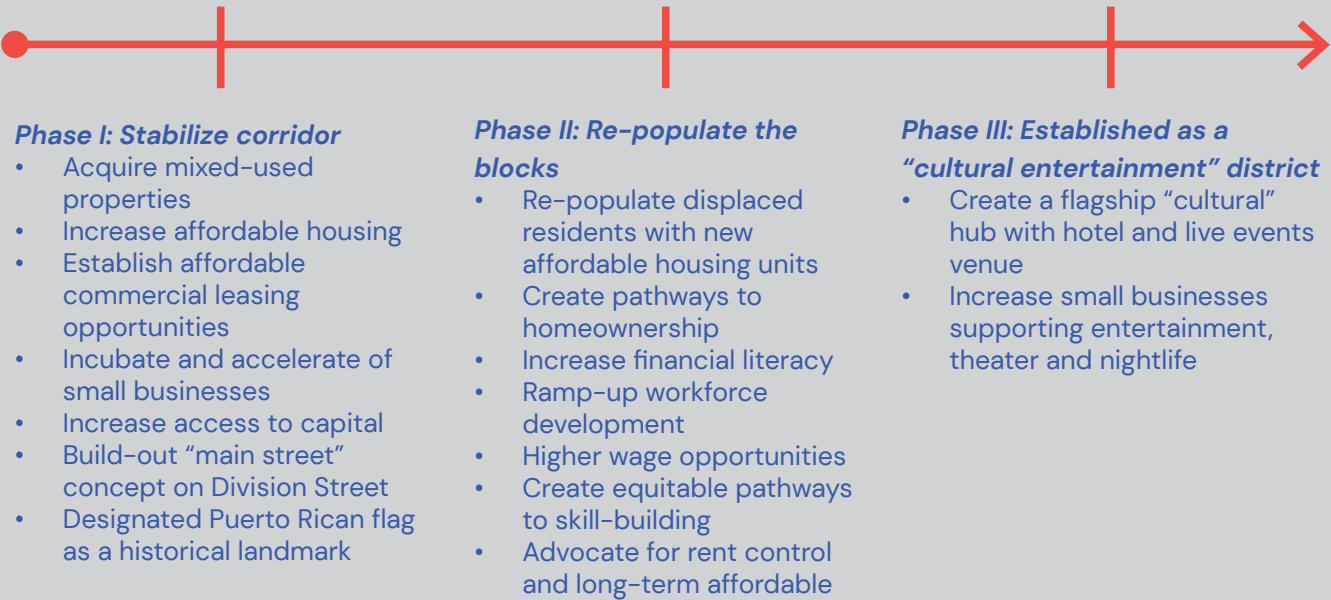 Phase I: Stabilize corridor
• Acquire mixed-used
properties
• Increase affordable housing
• Establish affordable
commercial leasing
opportunities
• Incubate and accelerate of
small businesses
• Increase access to capital
• Build-out “main street”
concept on Division Street
• Designated Puerto Rican flag
as a historical landmark
Phase II: Re-populate the
blocks
• Re-populate displaced
residents with new
affordable housing units
• Create pathways to
homeownership
• Increase financial literacy
• Ramp-up workforce
development
• Higher wage opportunities
• Create equitable pathways
to skill-building
• Advocate for rent control
and long-term affordable
Phase III: Established as a
“cultural entertainment” district
• Create a flagship “cultural”
hub with hotel and live events
venue
• Increase small businesses
supporting entertainment,
theater and nightlife